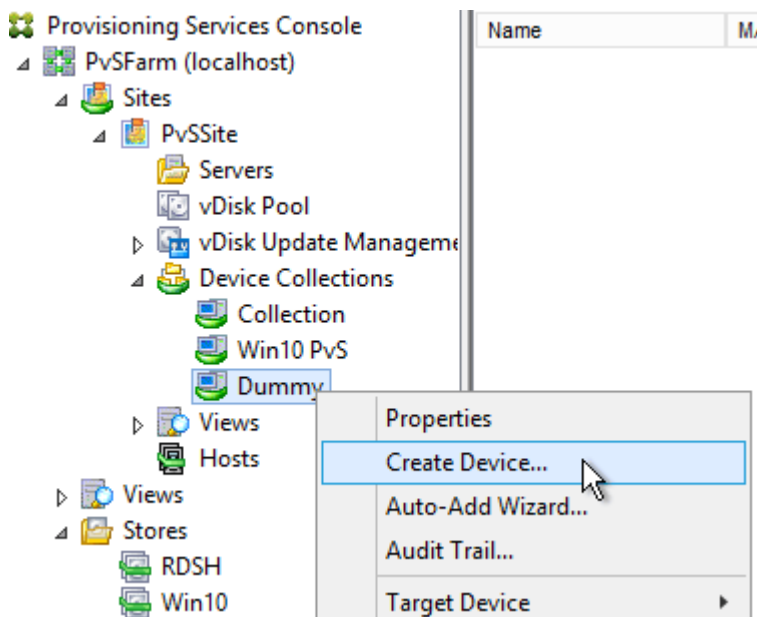 Provisioning Services Console
PvSFarm (localhost)
Sites
PvSSite
Servers
vDisk Pool
vDisk Update Manageme
Device Collections
Collection
Win10 PvS
Dummy
Views
Hosts
Views
Stores
RDSH
Win10
Name
Properties
Create Device...
Auto-Add Wizard...
Audit Trail...
Target Device